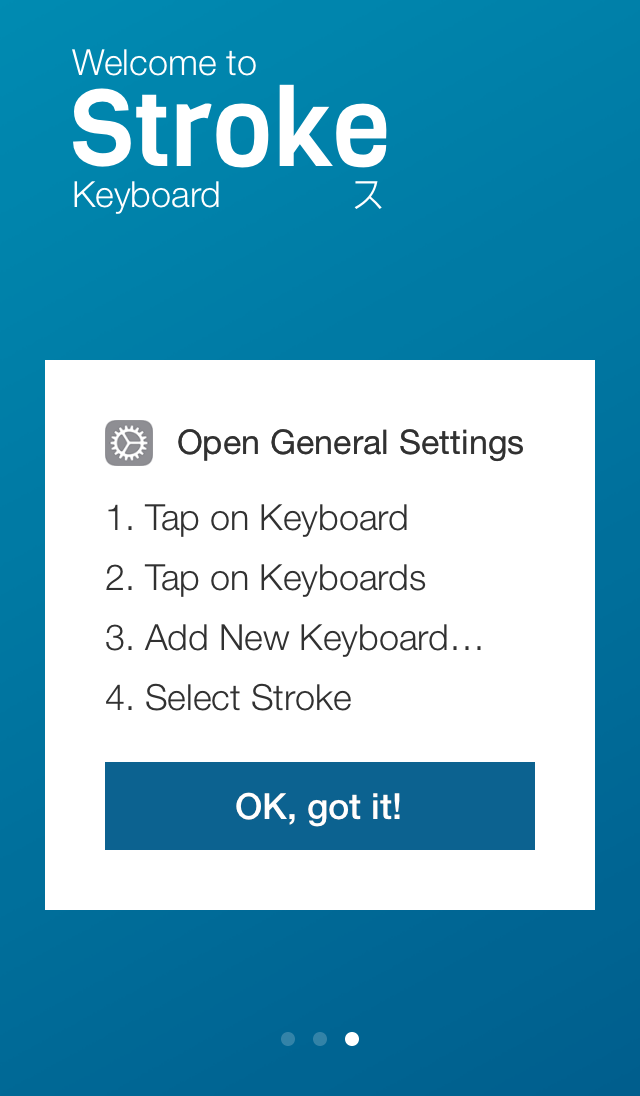 Welcome to
Stroke
Keyboard ス
Open General Settings
1. Tap on Keyboard
2. Tap on Keyboards
3. Add New Keyboard…
4. Select Stroke
OK, got it!